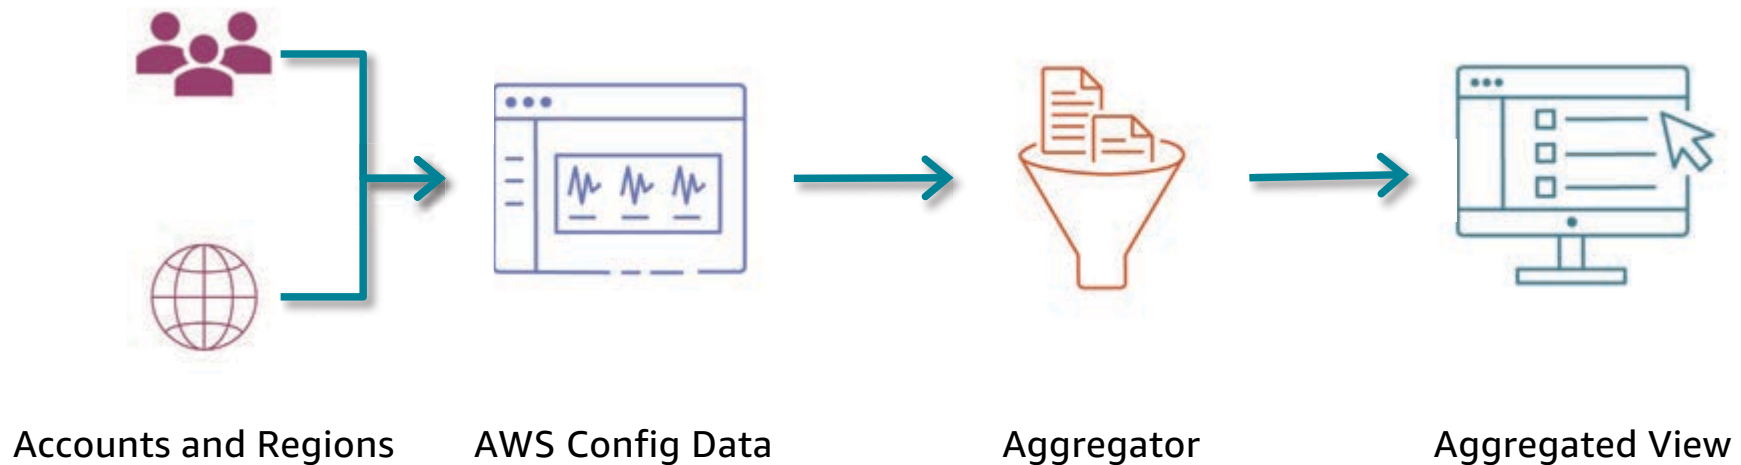 Accounts and Regions
AWS Config Data
Aggregator
Aggregated View